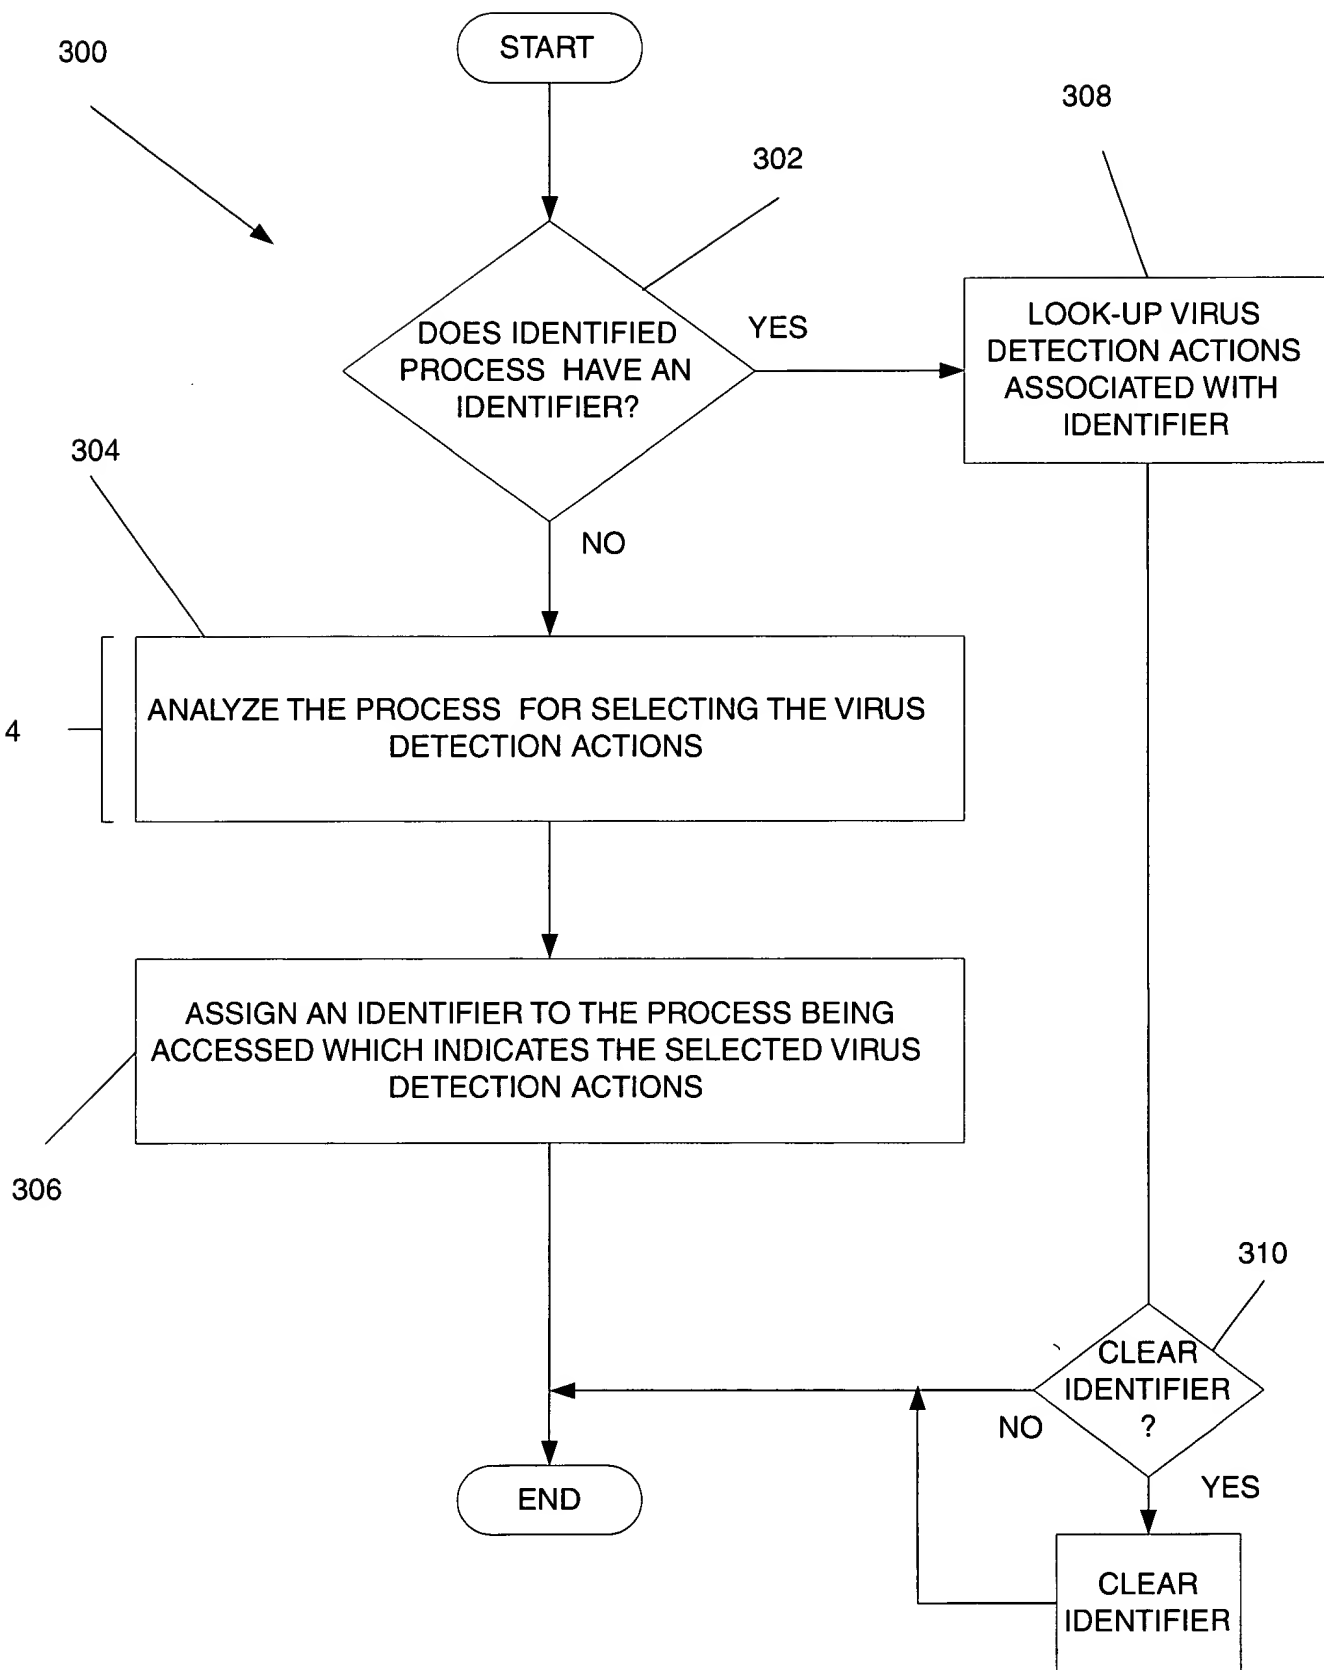 START
300
308
302
DOES IDENTIFIED
PROCESS HAVE AN
IDENTIFIER?
YES
LOOK-UP VIRUS
DETECTION ACTIONS
ASSOCIATED WITH
IDENTIFIER
304
NO
4
ANALYZE THE PROCESS FOR SELECTING THE VIRUS
DETECTION ACTIONS
ASSIGN AN IDENTIFIER TO THE PROCESS BEING
ACCESSED WHICH INDICATES THE SELECTED VIRUS
DETECTION ACTIONS
306
310
CLEAR
IDENTIFIER
?
NO
YES
END
CLEAR
IDENTIFIER